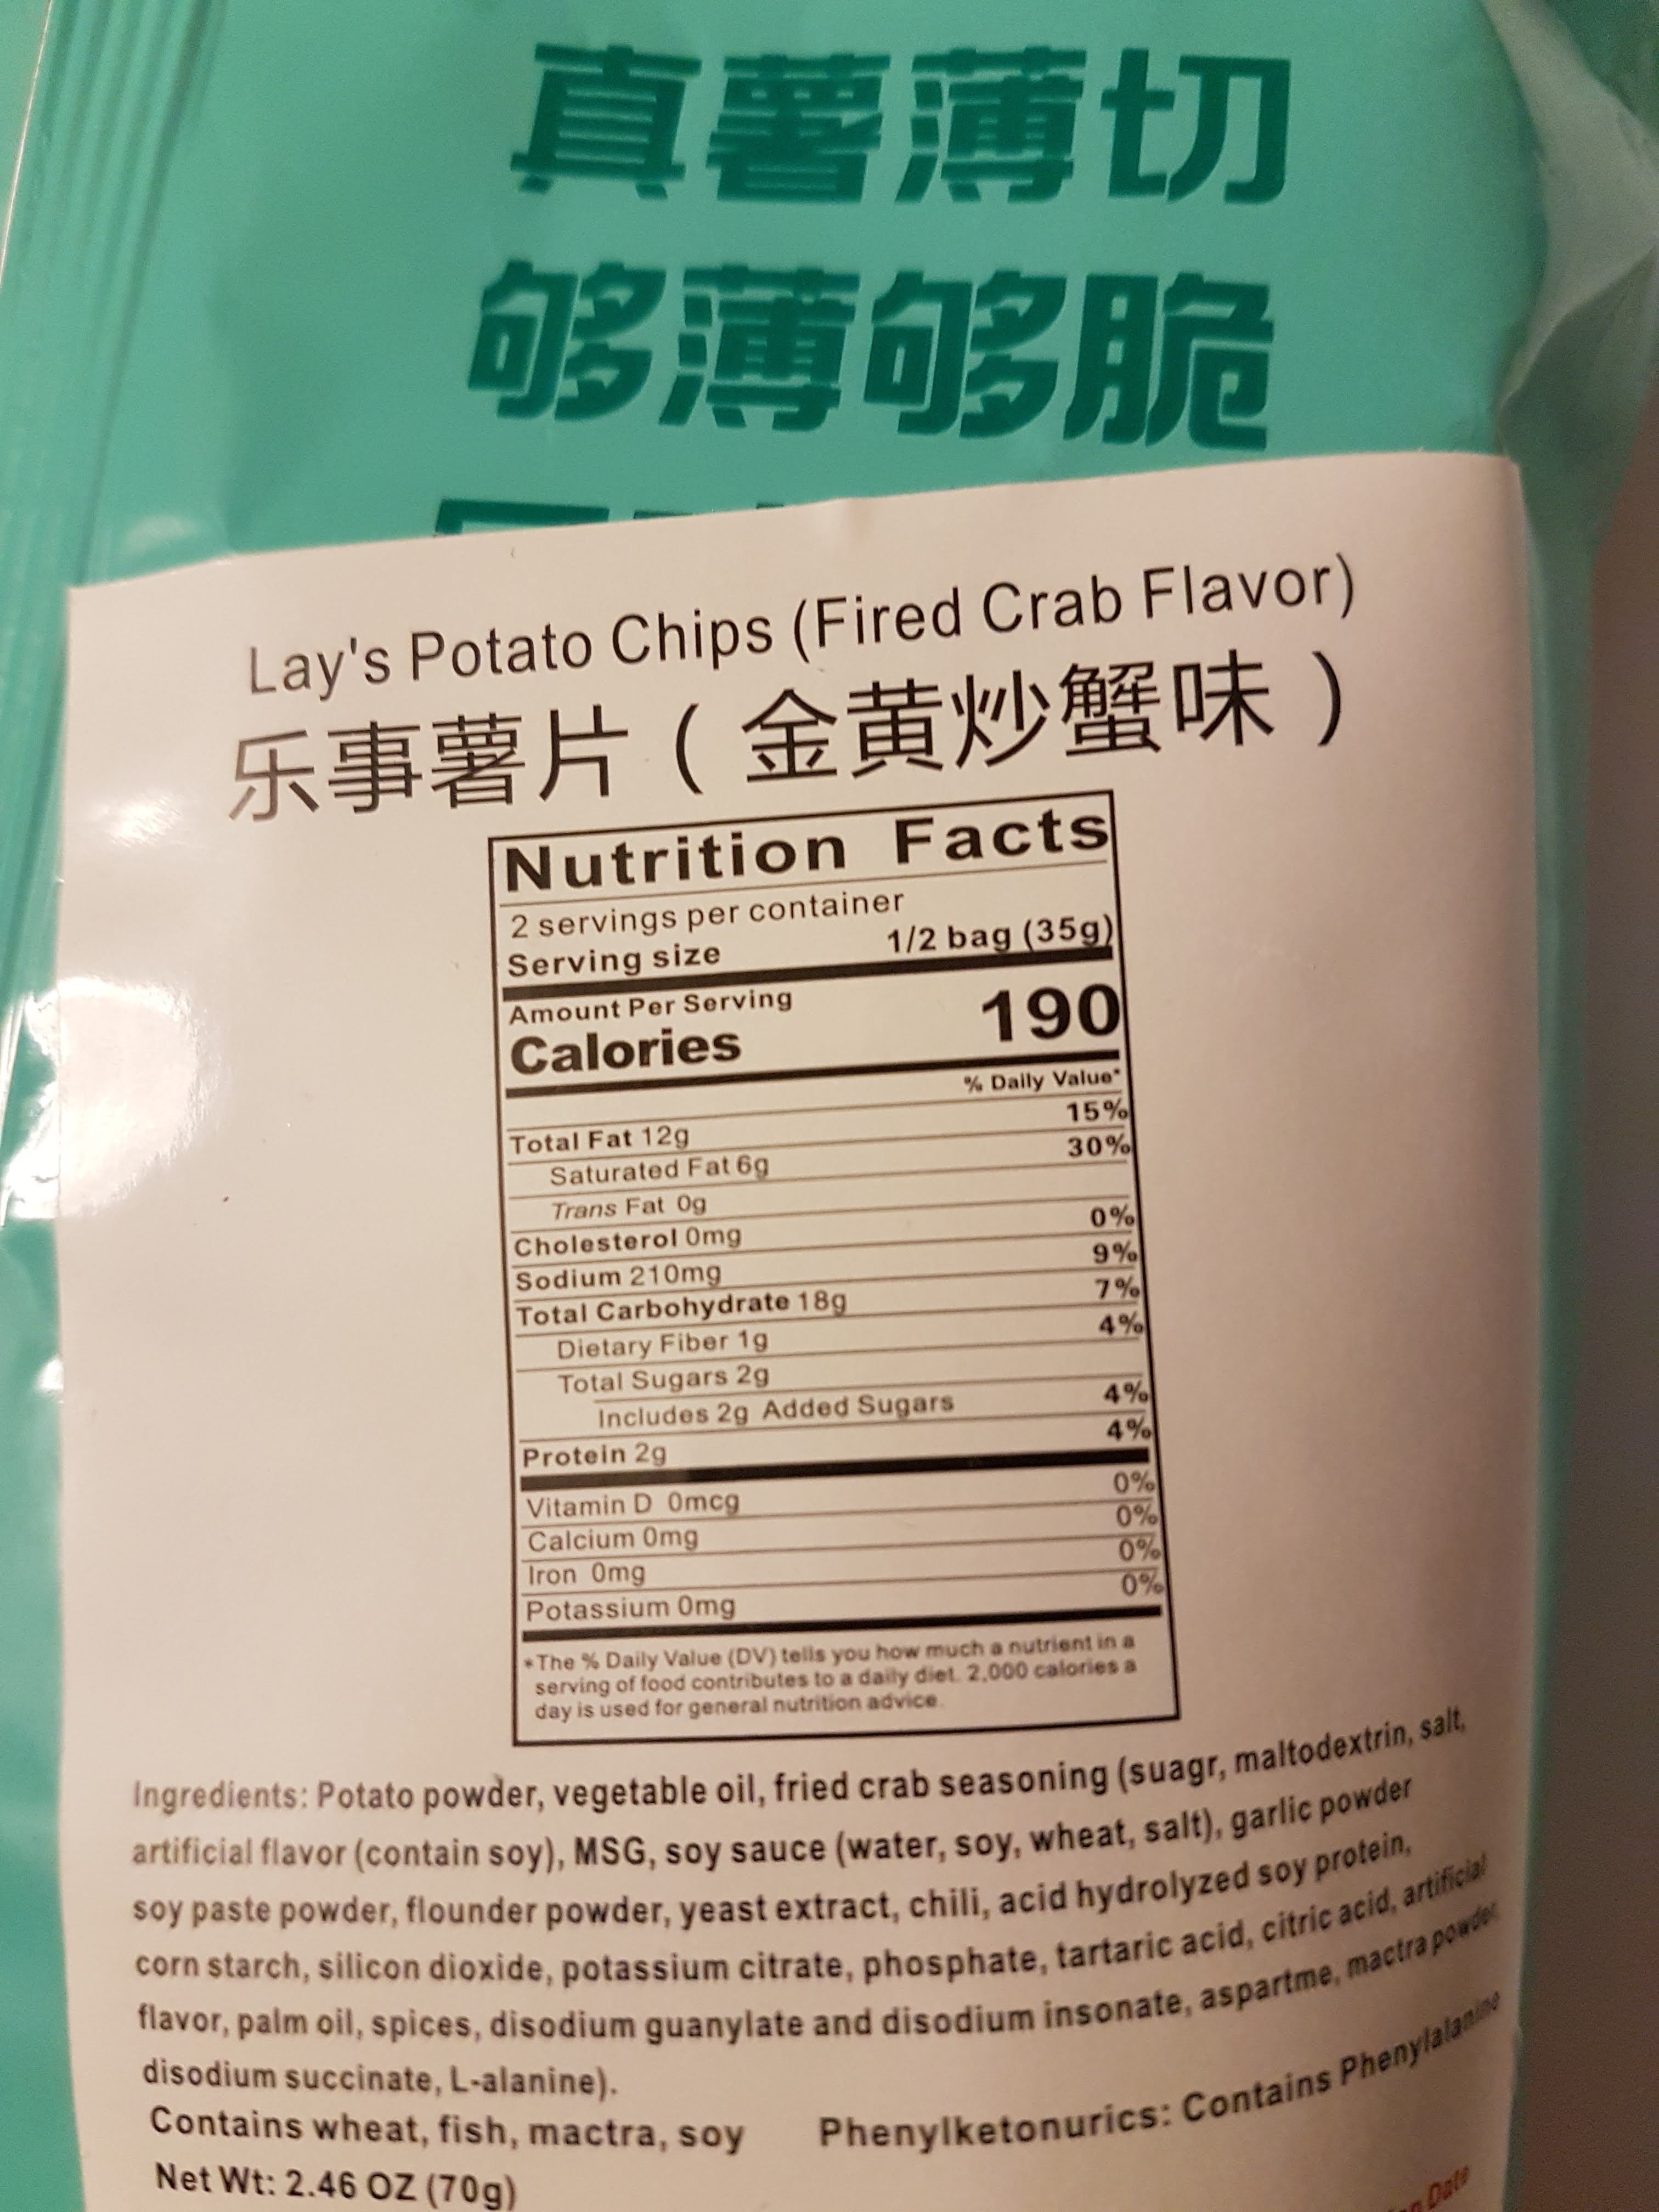 真薯薄切
够薄够脆
Lay's Potato Chips (Fired Crab Flavor)
乐事薯片（金黄炒蟹味）
Nutrition Facts
2 servings per container
Serving size 1/2 bag (35g)
Amount Per Serving
Calories 190
% Daily Value*
Total Fat 12g 15%
Saturated Fat 6g 30%
Trans Fat 0g
Cholesterol 0mg 0%
Sodium 210mg 9%
Total Carbohydrate 18g 7%
Dietary Fiber 1g 4%
Total Sugars 2g
Includes 2g Added Sugars 4%
Protein 2g 4%
Vitamin D 0mcg 0%
Calcium 0mg 0%
Iron 0mg 0%
Potassium 0mg 0%
*The % Daily Value (DV) tells you how much a nutrient in a
serving of food contributes to a daily diet. 2,000 calories a
day is used for general nutrition advice.
Ingredients: Potato powder, vegetable oil, fried crab seasoning (suagr, maltodextrin, salt,
artificial flavor (contain soy), MSG, soy sauce (water, soy, wheat, salt), garlic powder
soy paste powder, flounder powder, yeast extract, chili, acid hydrolyzed soy protein,
corn starch, silicon dioxide, potassium citrate, phosphate, tartaric acid, citric acid, artificial
flavor, palm oil, spices, disodium guanylate and disodium insonate, aspartme, mactra powder,
disodium succinate, L-alanine).
Contains wheat, fish, mactra, soy Phenylketonurics: Contains Phenylalanine
Net Wt: 2.46 OZ (70g)
Date